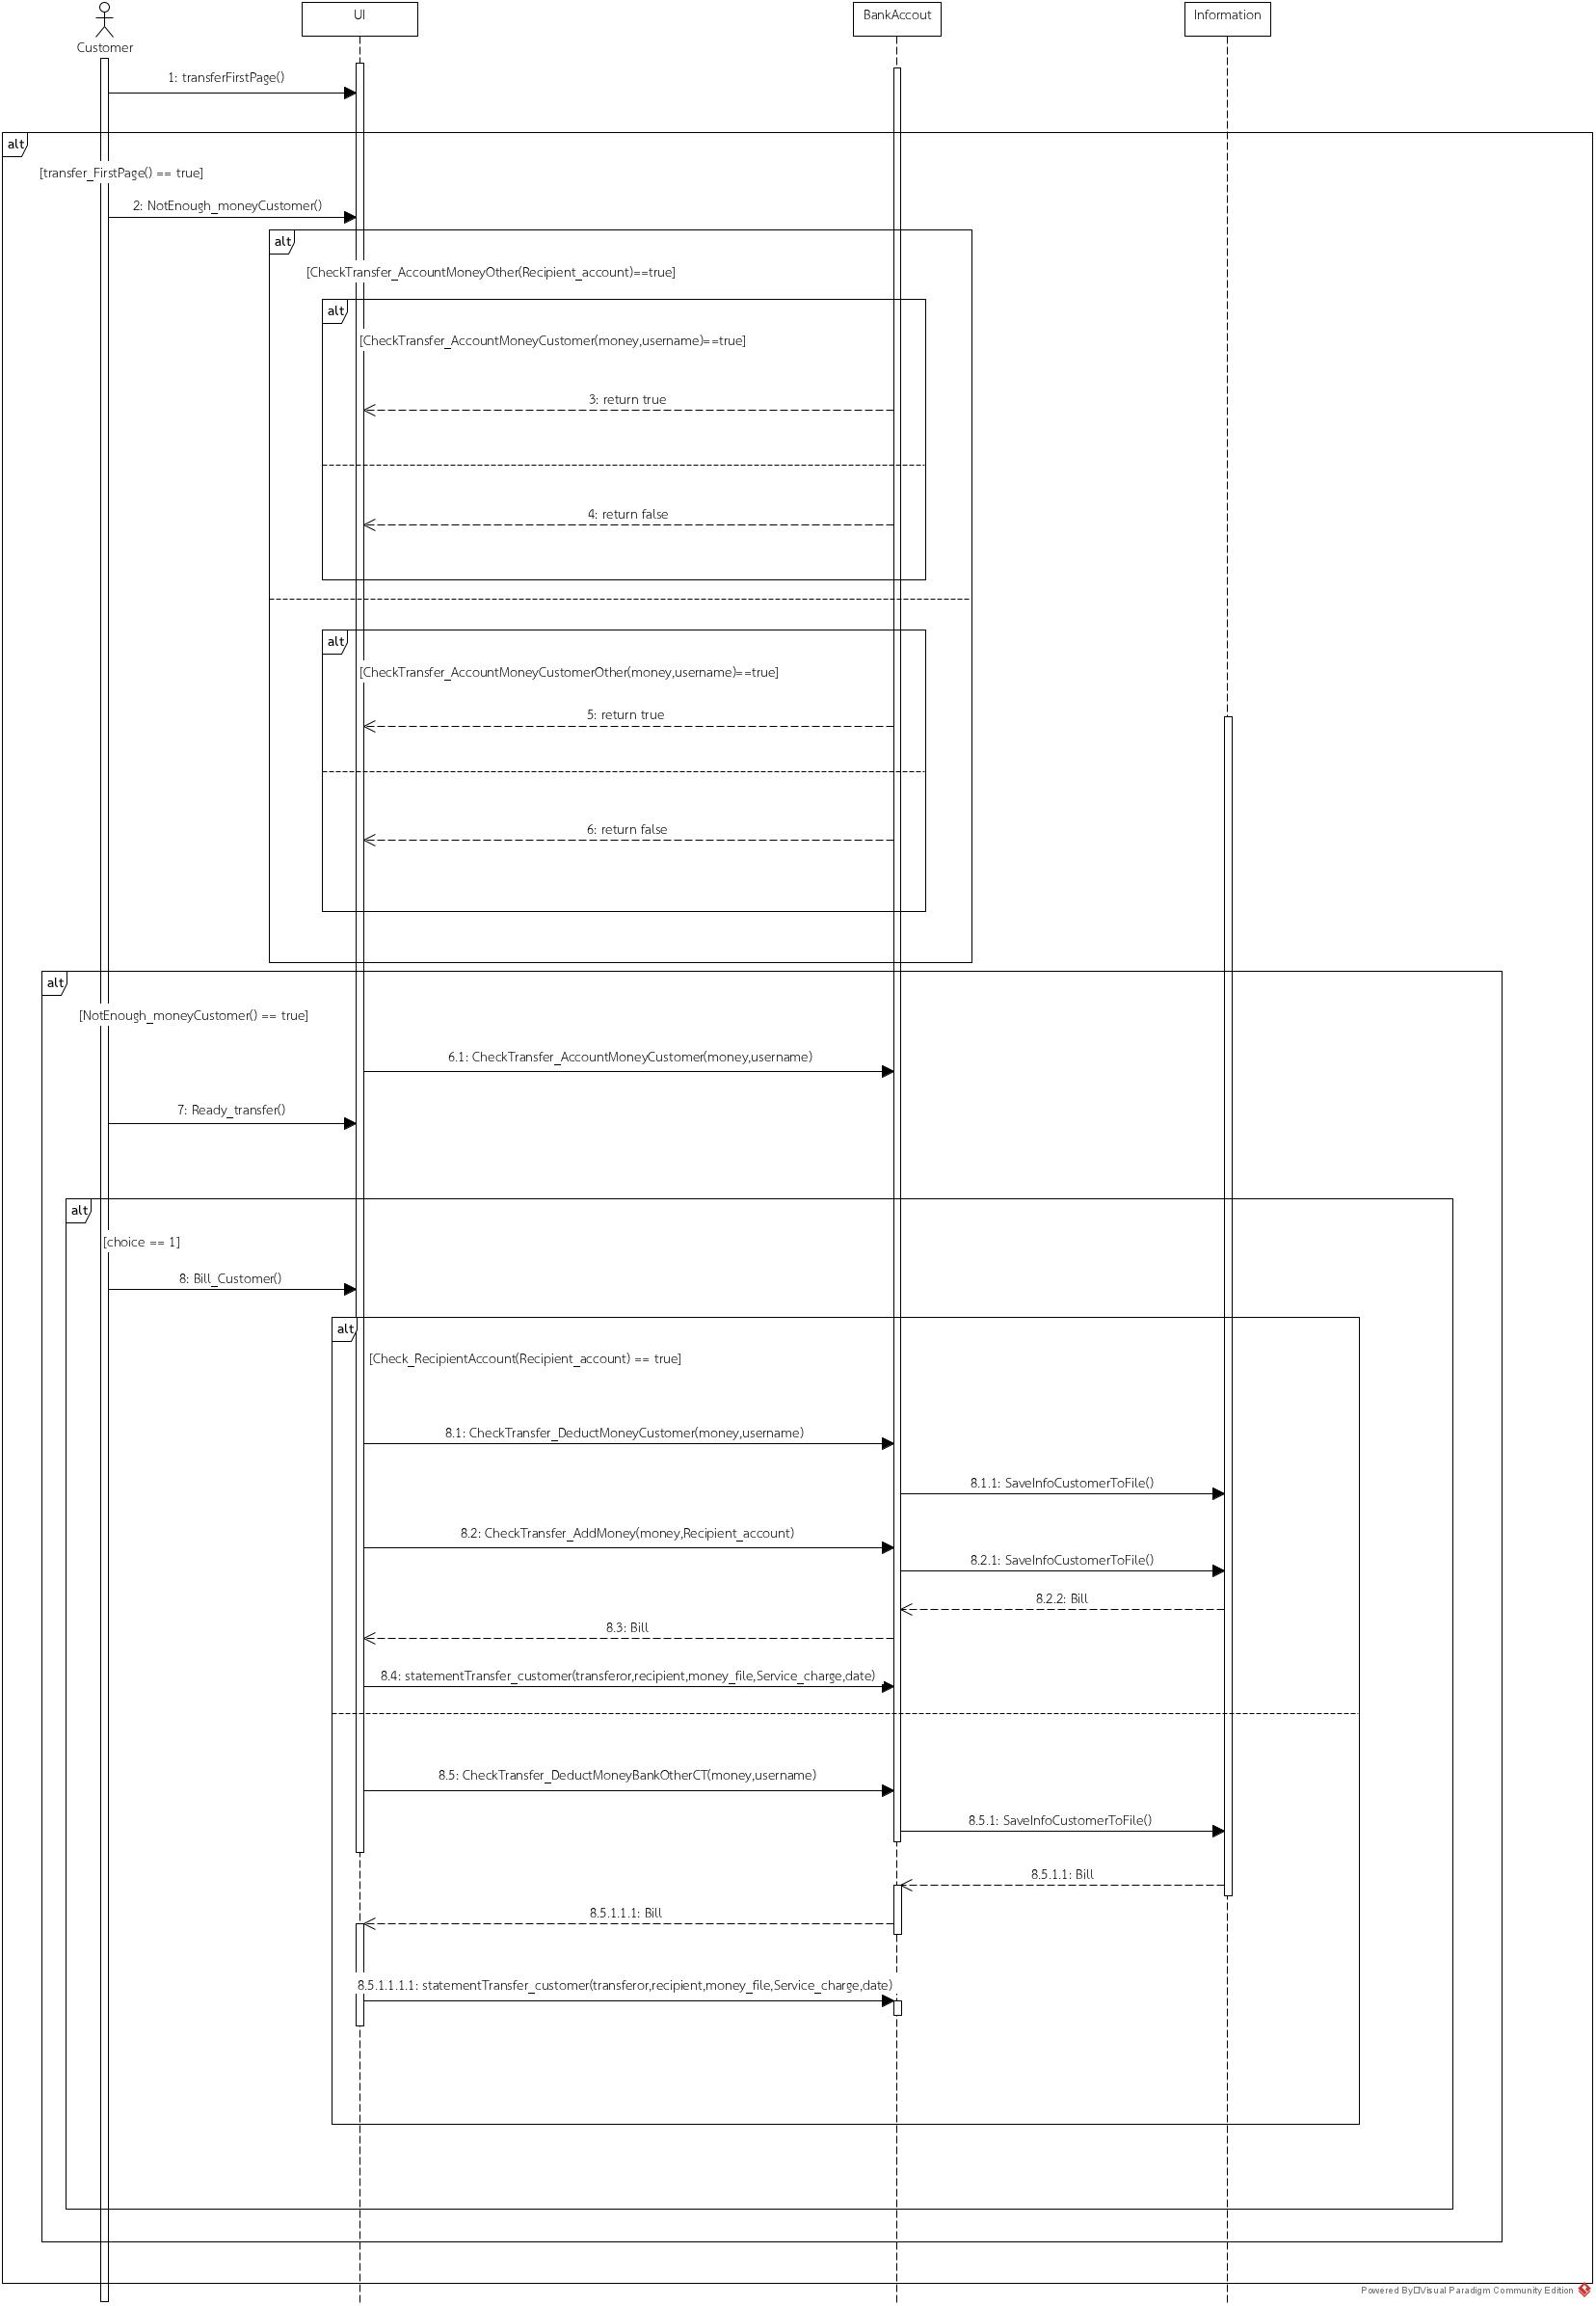 UI
BankAccout
Information
Customer
1: transferFirstPage()
alt
[transfer_FirstPage() == true]
2: NotEnough_moneyCustomer()
alt
[CheckTransfer_AccountMoneyOther(Recipient_account)==true]
alt
[CheckTransfer_AccountMoneyCustomer(money,username)==true]
3: return true
4: return false
alt
[CheckTransfer_AccountMoneyCustomerOther(money,username)==true]
5: return true
6: return false
alt
[NotEnough_moneyCustomer() == true]
6.1: CheckTransfer_AccountMoneyCustomer(money,username)
7: Ready_transfer()
alt
[choice == 1]
8: Bill_Customer()
alt
[Check_RecipientAccount(Recipient_account) == true]
8.1: CheckTransfer_DeductMoneyCustomer(money,username)
8.1.1: SaveInfoCustomerToFile()
8.2: CheckTransfer_AddMoney(money,Recipient_account)
8.2.1: SaveInfoCustomerToFile()
8.2.2: Bill
8.3: Bill
8.4: statementTransfer_customer(transferor,recipient,money_file,Service_charge,date)
8.5: CheckTransfer_DeductMoneyBankOtherCT(money,username)
8.5.1: SaveInfoCustomerToFile()
8.5.1.1: Bill
8.5.1.1.1: Bill
8.5.1.1.1.1: statementTransfer_customer(transferor,recipient,money_file,Service_charge,date)
Powered By□Visual Paradigm Community Edition